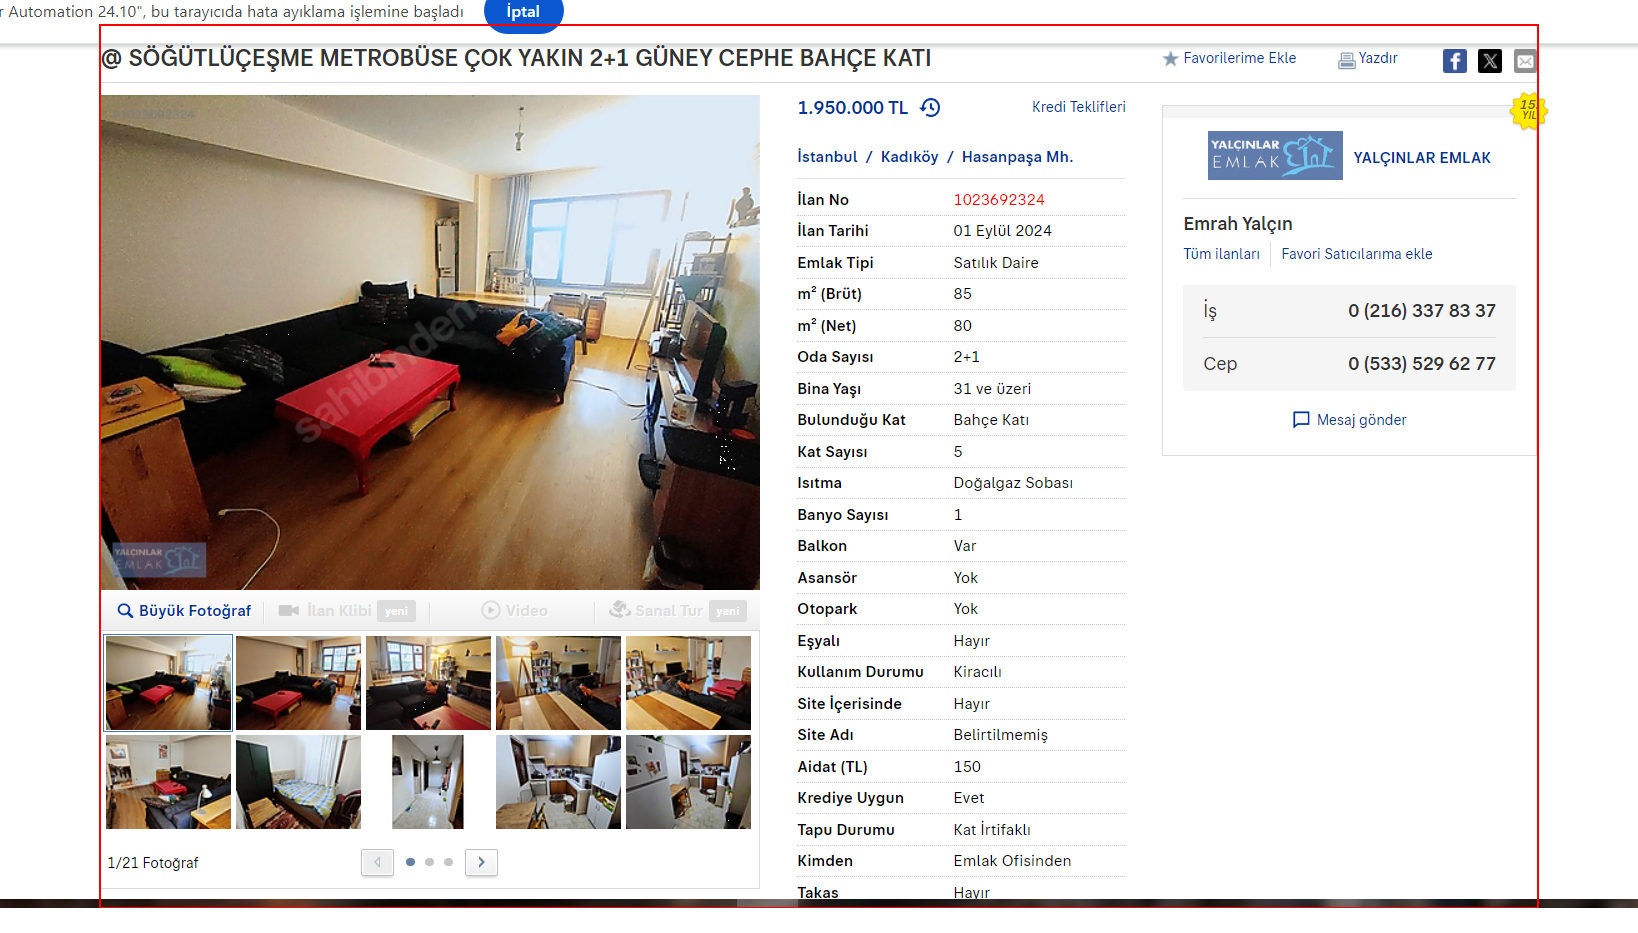 r Automation 24.10", bu tarayıcıda hata ayıklama işlemine başladı
İptal
@ SÖĞÜTLÜÇEŞME METROBÜSE ÇOK YAKIN 2+1 GÜNEY CEPHE BAHÇE KATI
Favorilerime Ekle
Yazdır
sahibinden
YALÇINLAR
EMLAK
Büyük Fotoğraf
İlan Klibi yeni
Video
Sanal Tur yeni
1/21 Fotoğraf
1.950.000 TL
Kredi Teklifleri
İstanbul / Kadıköy / Hasanpaşa Mh.
İlan No 1023692324
İlan Tarihi 01 Eylül 2024
Emlak Tipi Satılık Daire
m² (Brüt) 85
m² (Net) 80
Oda Sayısı 2+1
Bina Yaşı 31 ve üzeri
Bulunduğu Kat Bahçe Katı
Kat Sayısı 5
Isıtma Doğalgaz Sobası
Banyo Sayısı 1
Balkon Var
Asansör Yok
Otopark Yok
Eşyalı Hayır
Kullanım Durumu Kiracılı
Site İçerisinde Hayır
Site Adı Belirtilmemiş
Aidat (TL) 150
Krediye Uygun Evet
Tapu Durumu Kat İrtifaklı
Kimden Emlak Ofisinden
Takas Hayır
15.
YIL
YALÇINLAR
EMLAK
YALÇINLAR EMLAK
Emrah Yalçın
Tüm ilanları
Favori Satıcılarıma ekle
İş 0 (216) 337 83 37
Cep 0 (533) 529 62 77
Mesaj gönder